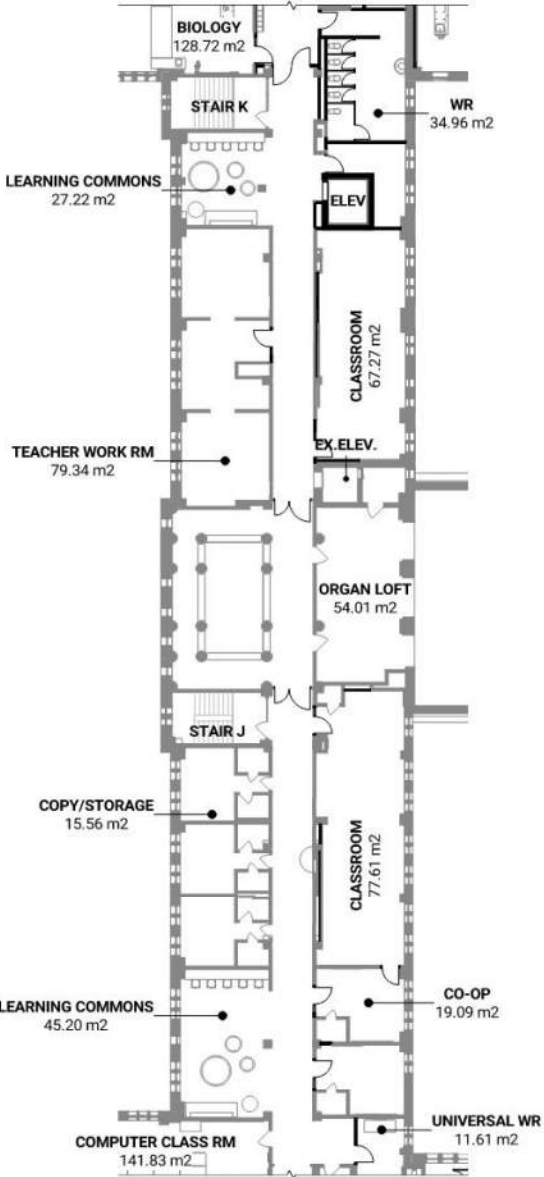 BIOLOGY
128.72 m2
STAIR K
WR
34.96 m2
LEARNING COMMONS
27.22 m2
ELEV
CLASSROOM
67.27 m2
EX.ELEV.
TEACHER WORK RM
79.34 m2
ORGAN LOFT
54.01 m2
STAIR J
COPY/STORAGE
15.56 m2
CLASSROOM
77.61 m2
LEARNING COMMONS
45.20 m2
CO-OP
19.09 m2
UNIVERSAL WR
11.61 m2
COMPUTER CLASS RM
141.83 m2